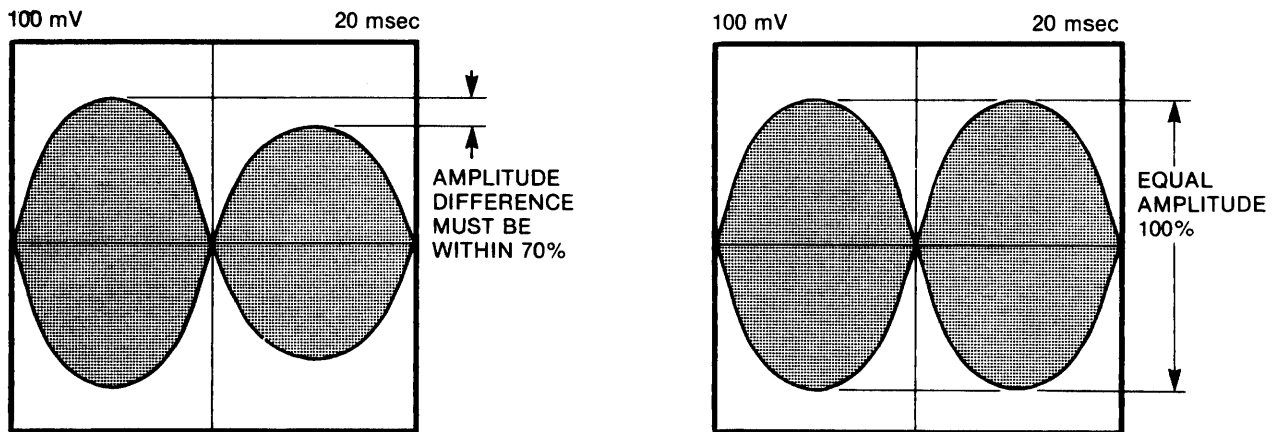 100 mV 20 msec
AMPLITUDE
DIFFERENCE
MUST BE
WITHIN 70%
100 mV 20 msec
EQUAL
AMPLITUDE
100%